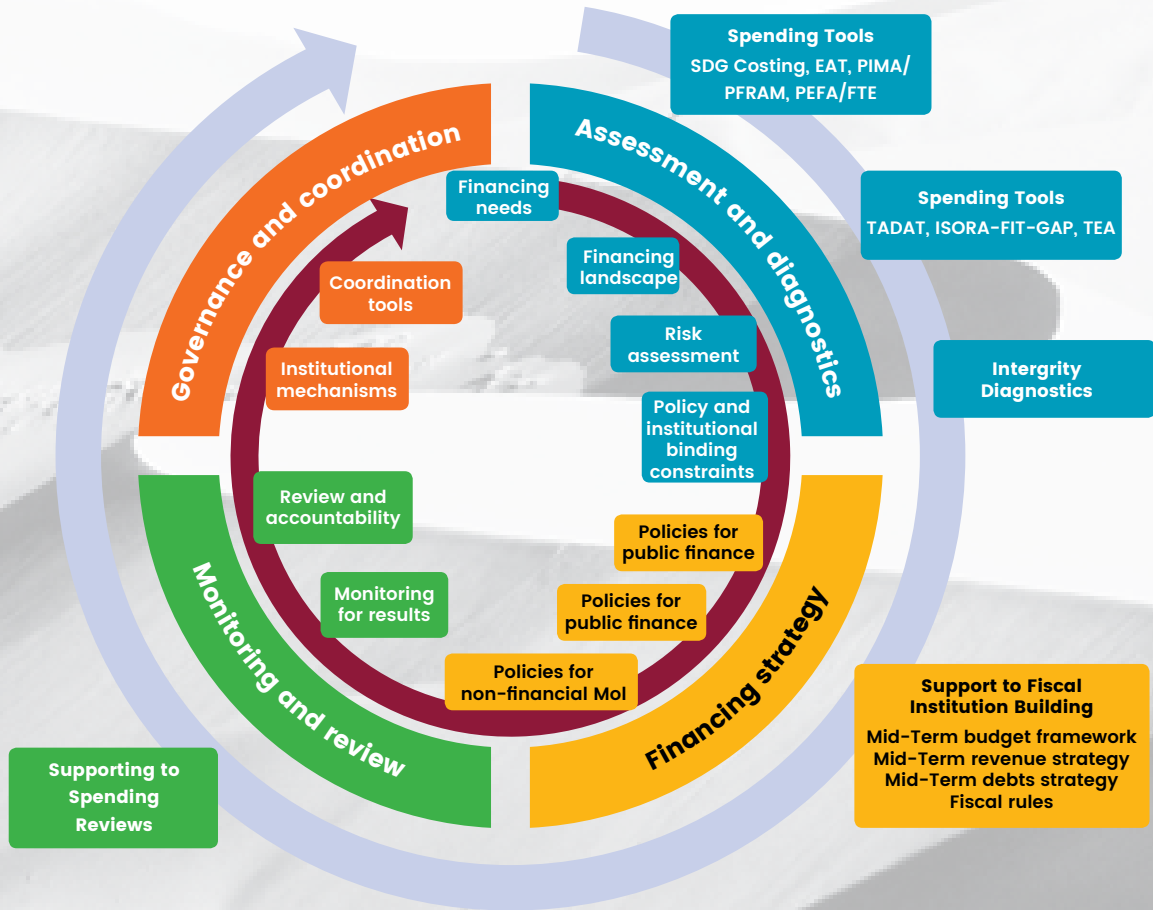 Spending Tools
SDG Costing, EAT, PIMA/
PFRAM, PEFA/FTE
Assessment and diagnostics
Spending Tools
TADAT, ISORA-FIT-GAP, TEA
Intergrity
Diagnostics
Financing
needs
Financing
landscape
Risk
assessment
Policy and
institutional
binding
constraints
Financing strategy
Policies for
public finance
Policies for
public finance
Policies for
non-financial MoI
Support to Fiscal
Institution Building
Mid-Term budget framework
Mid-Term revenue strategy
Mid-Term debts strategy
Fiscal rules
Monitoring and review
Monitoring
for results
Review and
accountability
Supporting to
Spending
Reviews
Governance and coordination
Institutional
mechanisms
Coordination
tools